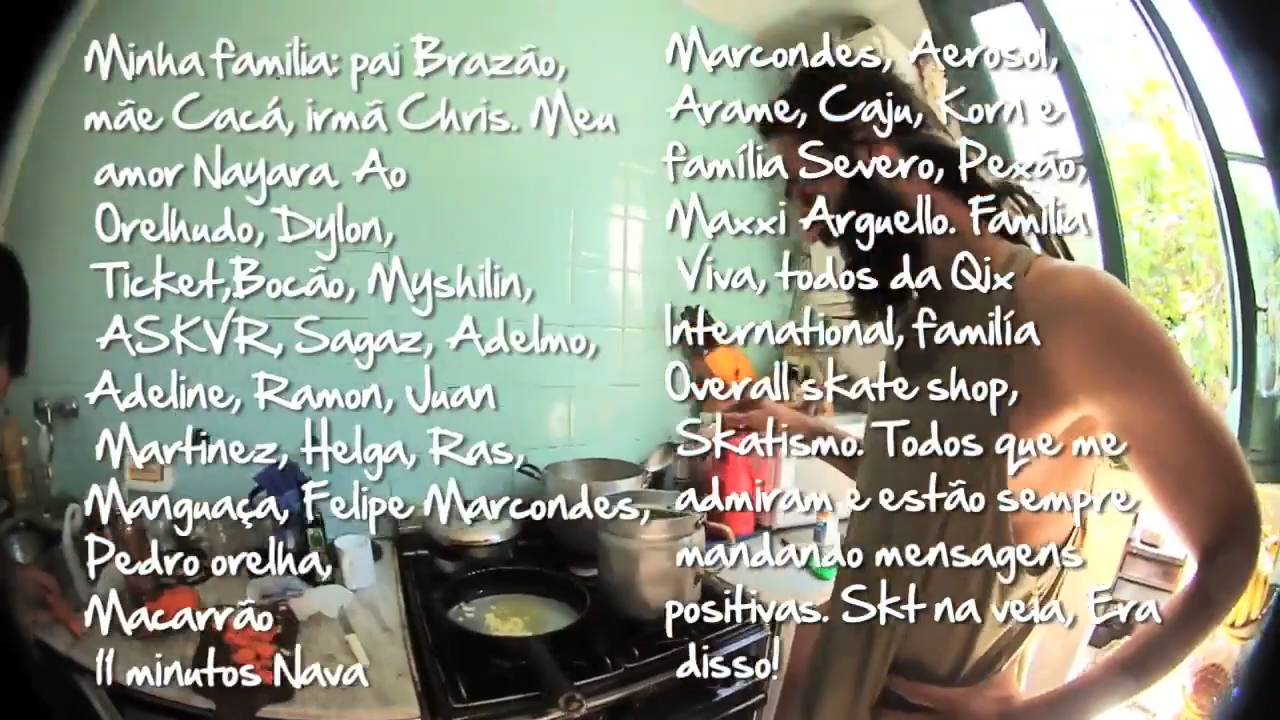 Minha familia: pai Brazão,
mãe Cacá, irmã Chris. Meu
amor Nayara. Ao
Orelhudo, Dylon,
Ticket,Bocão, Myshilin,
ASKVR, Sagaz, Adelmo,
Adeline, Ramon, Juan
Martinez, Helga, Ras,
Manguaça, Felipe Marcondes,
Pedro orelha,
Macarrão
11 minutos Nava
Marcondes, Aerosol,
Arame, Caju, Korn e
família Severo, Pexão,
Maxxi Arguello. Familia
Viva, todos da Qix
International, familía
Overall skate shop,
Skatismo. Todos que me
admiram e estão sempre
mandando mensagens
positivas. Skt na veia, Era
disso!